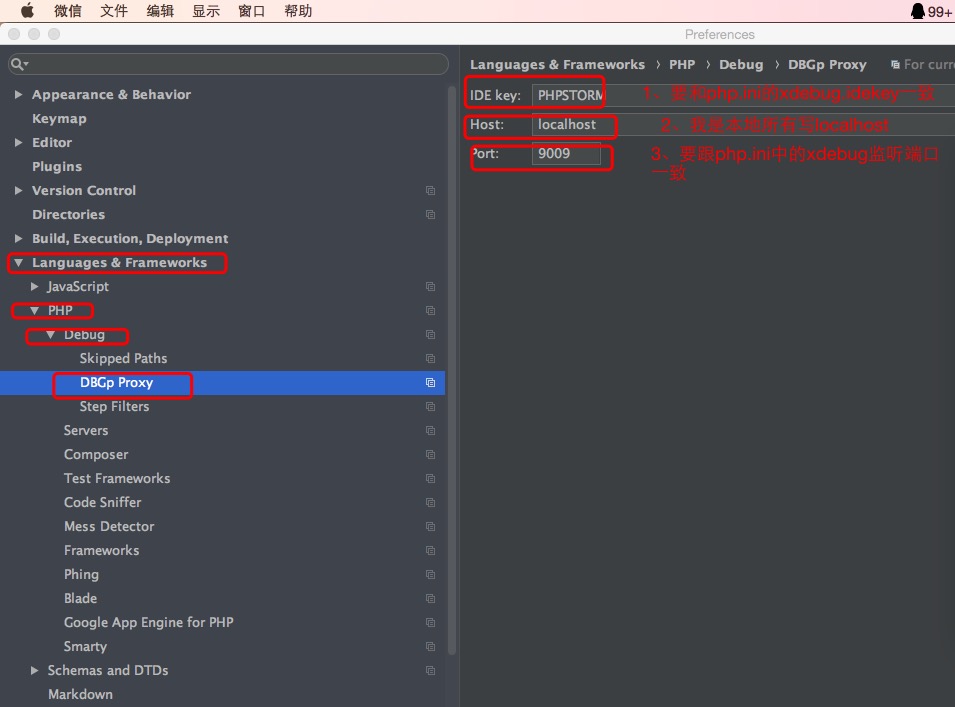 微信 文件 编辑 显示 窗口 帮助 99+
Preferences
Languages & Frameworks › PHP › Debug › DBGp Proxy For curre
Appearance & Behavior
IDE key: PHPSTORM 1、要和php.ini的xdebug.idekey一致
Keymap
Host: localhost 2、我是本地所有写localhost
Editor
Port: 9009 3、要跟php.ini中的xdebug监听端口
一致
Plugins
Version Control
Directories
Build, Execution, Deployment
Languages & Frameworks
JavaScript
PHP
Debug
Skipped Paths
DBGp Proxy
Step Filters
Servers
Composer
Test Frameworks
Code Sniffer
Mess Detector
Frameworks
Phing
Blade
Google App Engine for PHP
Smarty
Schemas and DTDs
Markdown